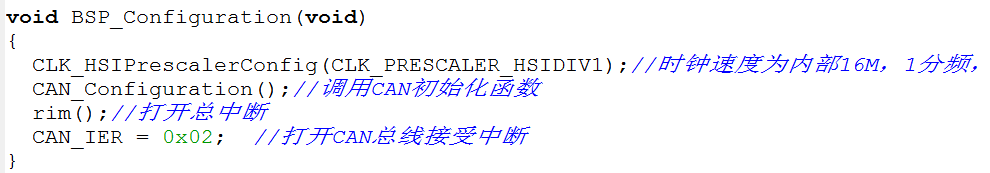 void BSP_Configuration(void)
{
CLK_HSIPrescalerConfig(CLK_PRESCALER_HSIDIV1);//时钟速度为内部16M，1分频，
CAN_Configuration();//调用CAN初始化函数
rim();//打开总中断
CAN_IER = 0x02;  //打开CAN总线接受中断
}